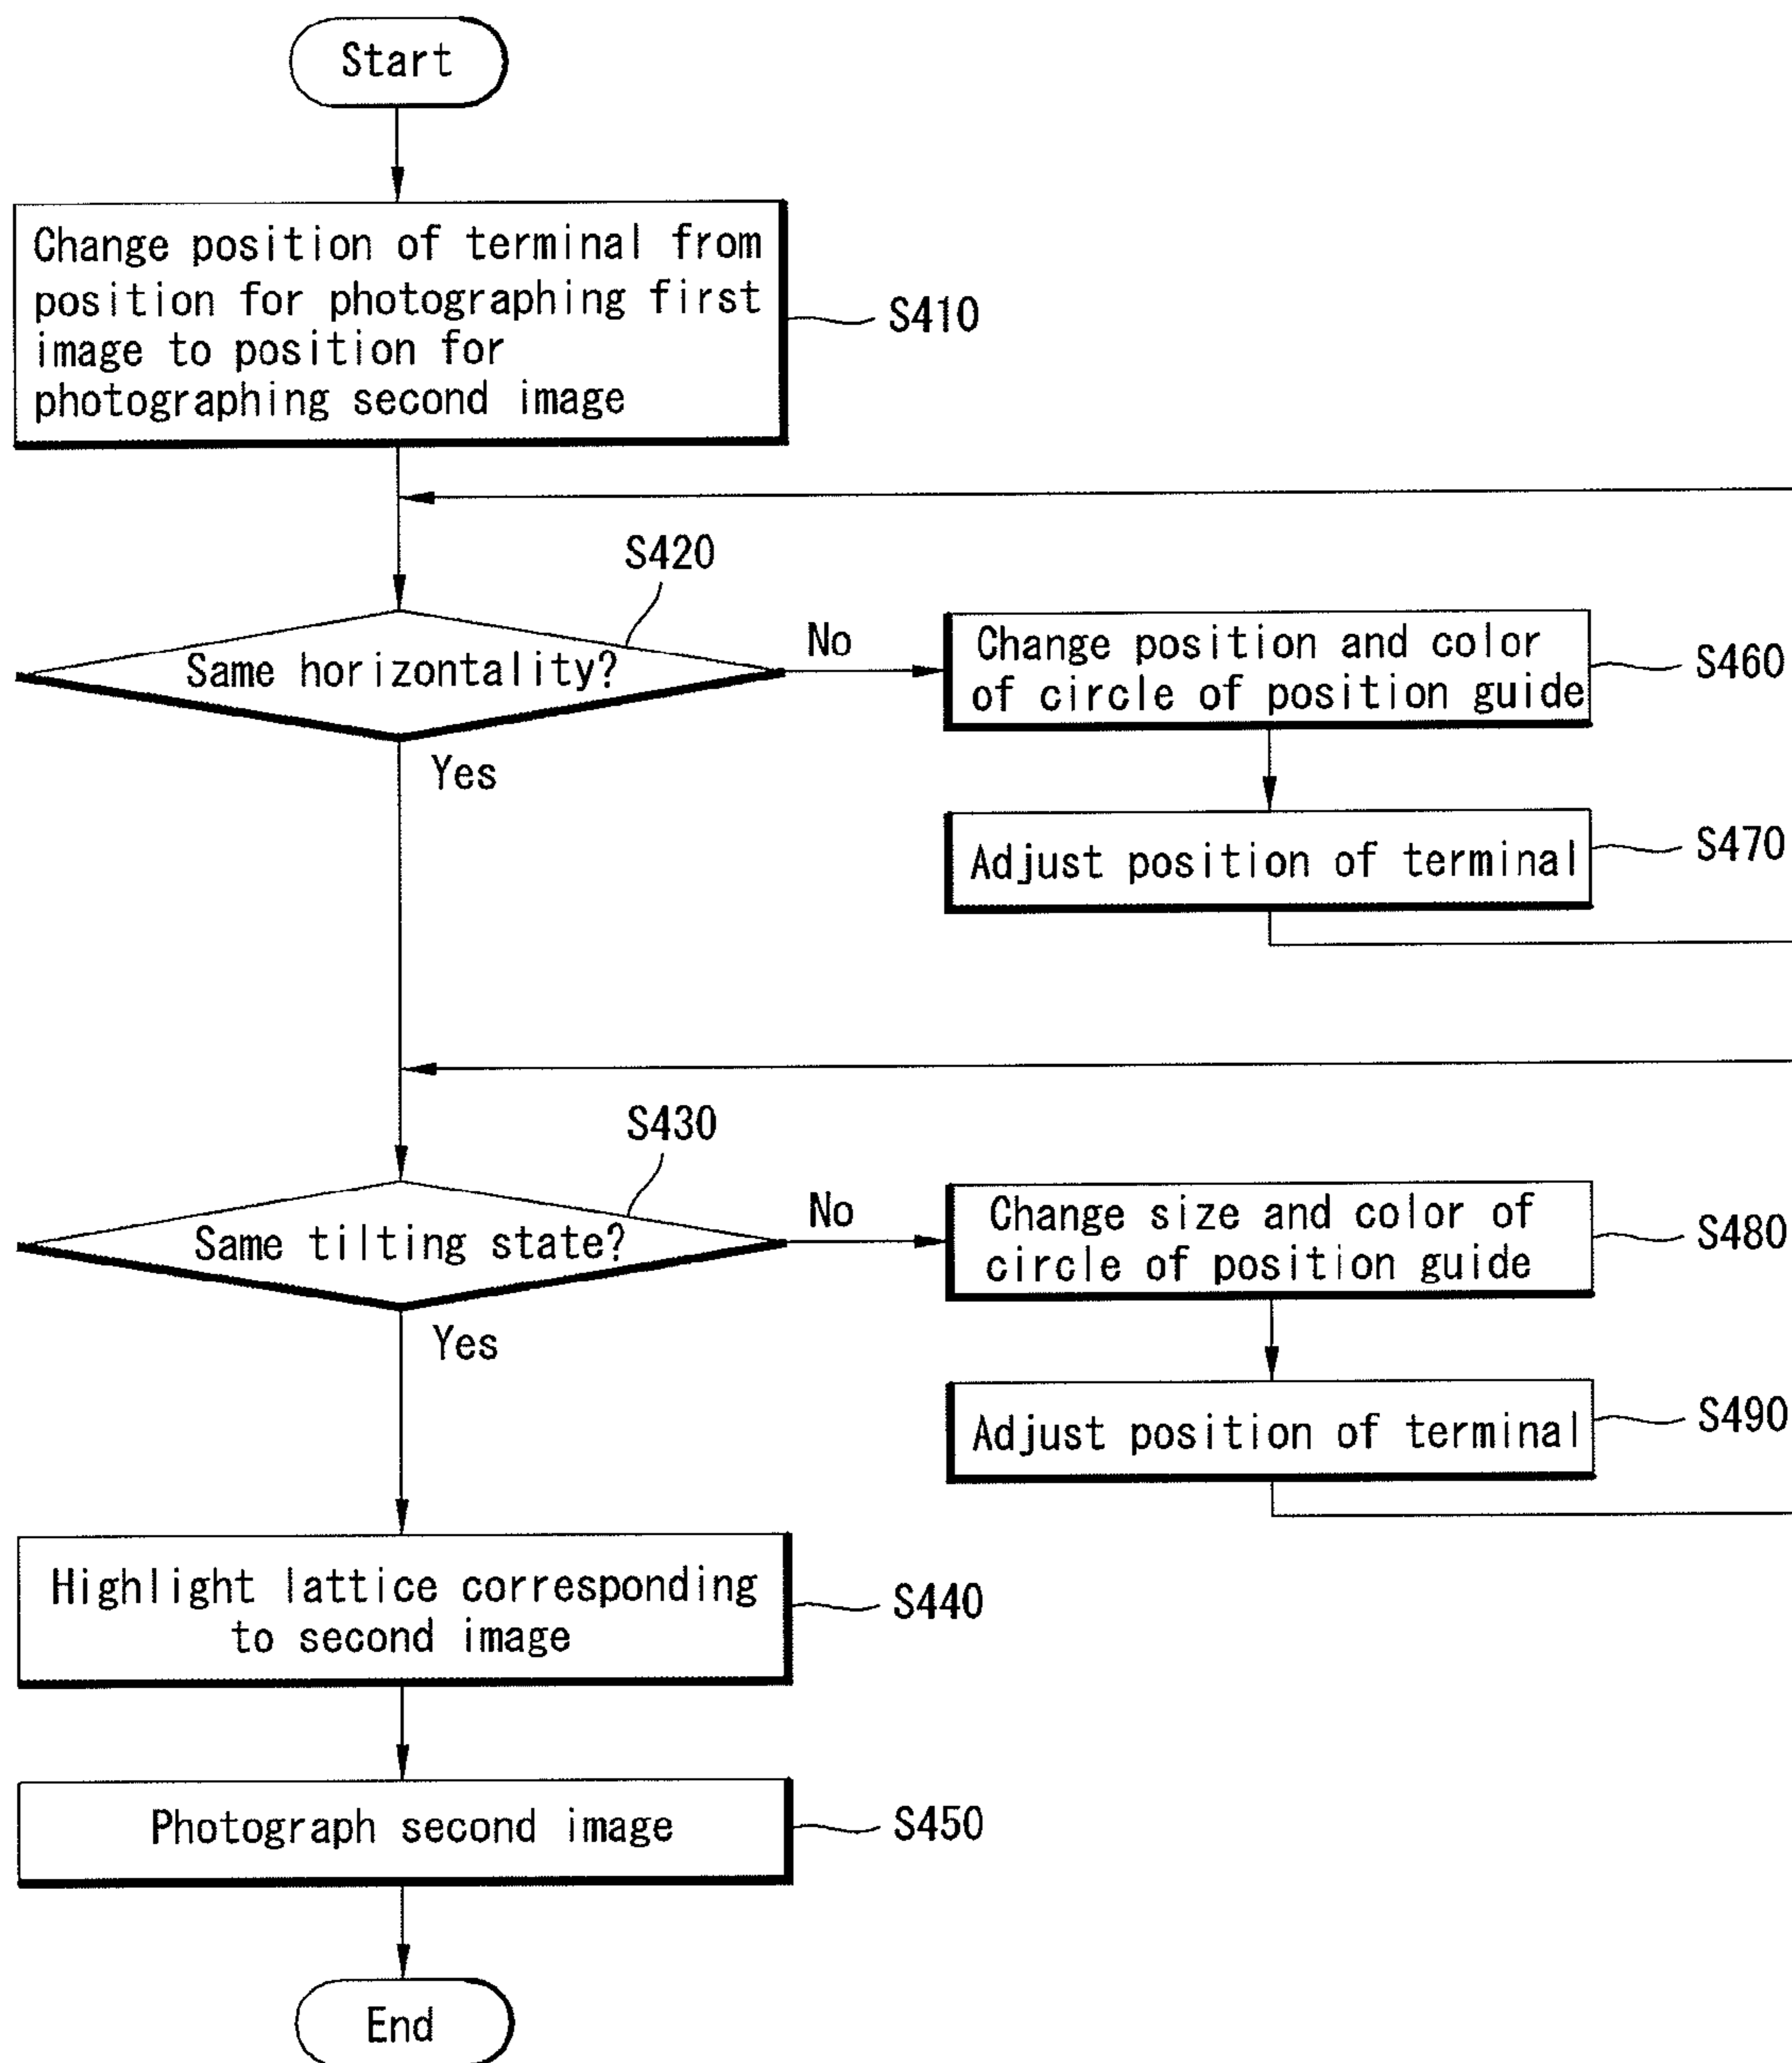 Start
Change position of terminal from
position for photographing first
image to position for
photographing second image
S410
S420
Same horizontality?
No
Yes
Change position and color
of circle of position guide
S460
Adjust position of terminal
S470
S430
Same tilting state?
No
Yes
Change size and color of
circle of position guide
S480
Adjust position of terminal
S490
Highlight lattice corresponding
to second image
S440
Photograph second image
S450
End